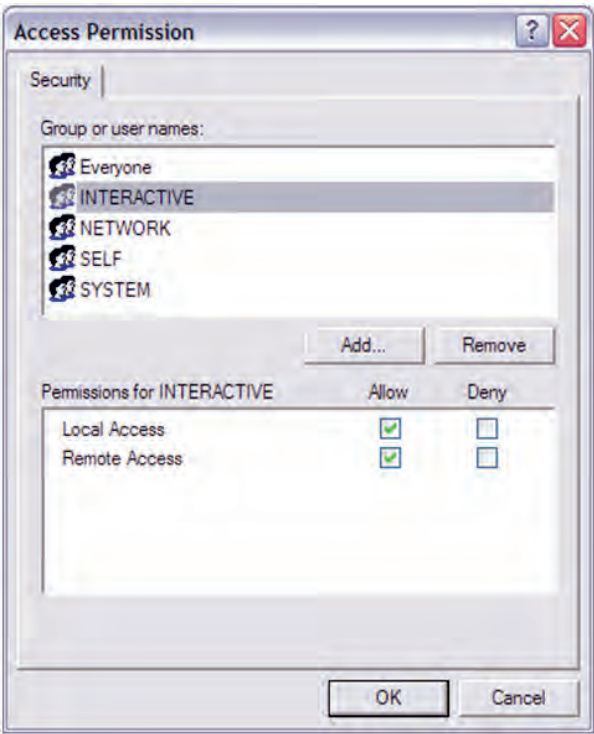 Access Permission
Security
Group or user names:
Everyone
INTERACTIVE
NETWORK
SELF
SYSTEM
Add... Remove
Permissions for INTERACTIVE Allow Deny
Local Access
Remote Access
OK Cancel